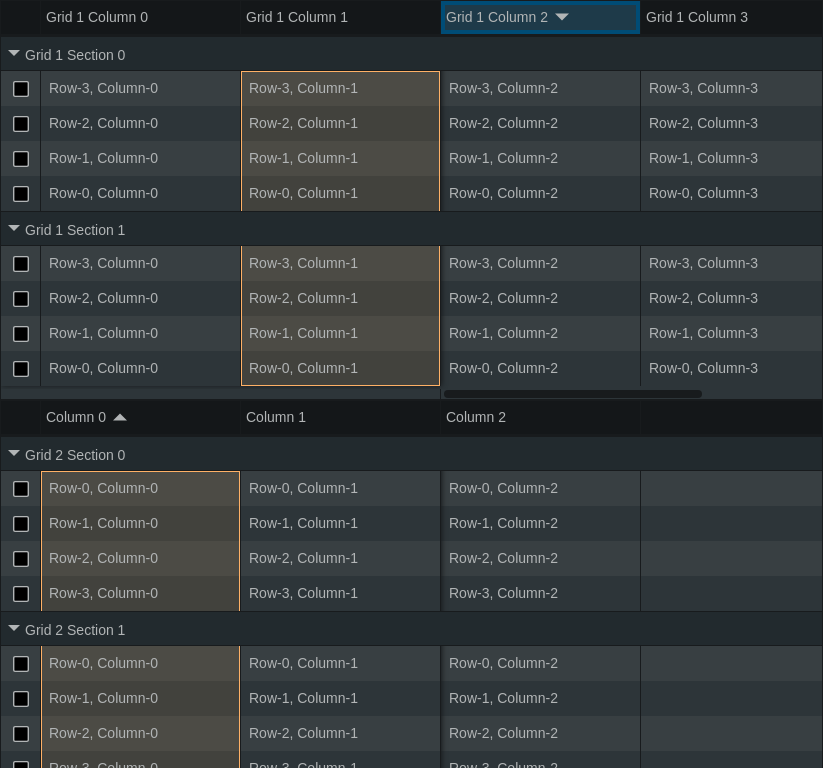 Grid 1 Column 0 Grid 1 Column 1 Grid 1 Column 2 Grid 1 Column 3
Grid 1 Section 0
Row-3, Column-0 Row-3, Column-1 Row-3, Column-2 Row-3, Column-3
Row-2, Column-0 Row-2, Column-1 Row-2, Column-2 Row-2, Column-3
Row-1, Column-0 Row-1, Column-1 Row-1, Column-2 Row-1, Column-3
Row-0, Column-0 Row-0, Column-1 Row-0, Column-2 Row-0, Column-3
Grid 1 Section 1
Row-3, Column-0 Row-3, Column-1 Row-3, Column-2 Row-3, Column-3
Row-2, Column-0 Row-2, Column-1 Row-2, Column-2 Row-2, Column-3
Row-1, Column-0 Row-1, Column-1 Row-1, Column-2 Row-1, Column-3
Row-0, Column-0 Row-0, Column-1 Row-0, Column-2 Row-0, Column-3
Column 0 Column 1 Column 2
Grid 2 Section 0
Row-0, Column-0 Row-0, Column-1 Row-0, Column-2
Row-1, Column-0 Row-1, Column-1 Row-1, Column-2
Row-2, Column-0 Row-2, Column-1 Row-2, Column-2
Row-3, Column-0 Row-3, Column-1 Row-3, Column-2
Grid 2 Section 1
Row-0, Column-0 Row-0, Column-1 Row-0, Column-2
Row-1, Column-0 Row-1, Column-1 Row-1, Column-2
Row-2, Column-0 Row-2, Column-1 Row-2, Column-2
Row-3, Column-0 Row-3, Column-1 Row-3, Column-2